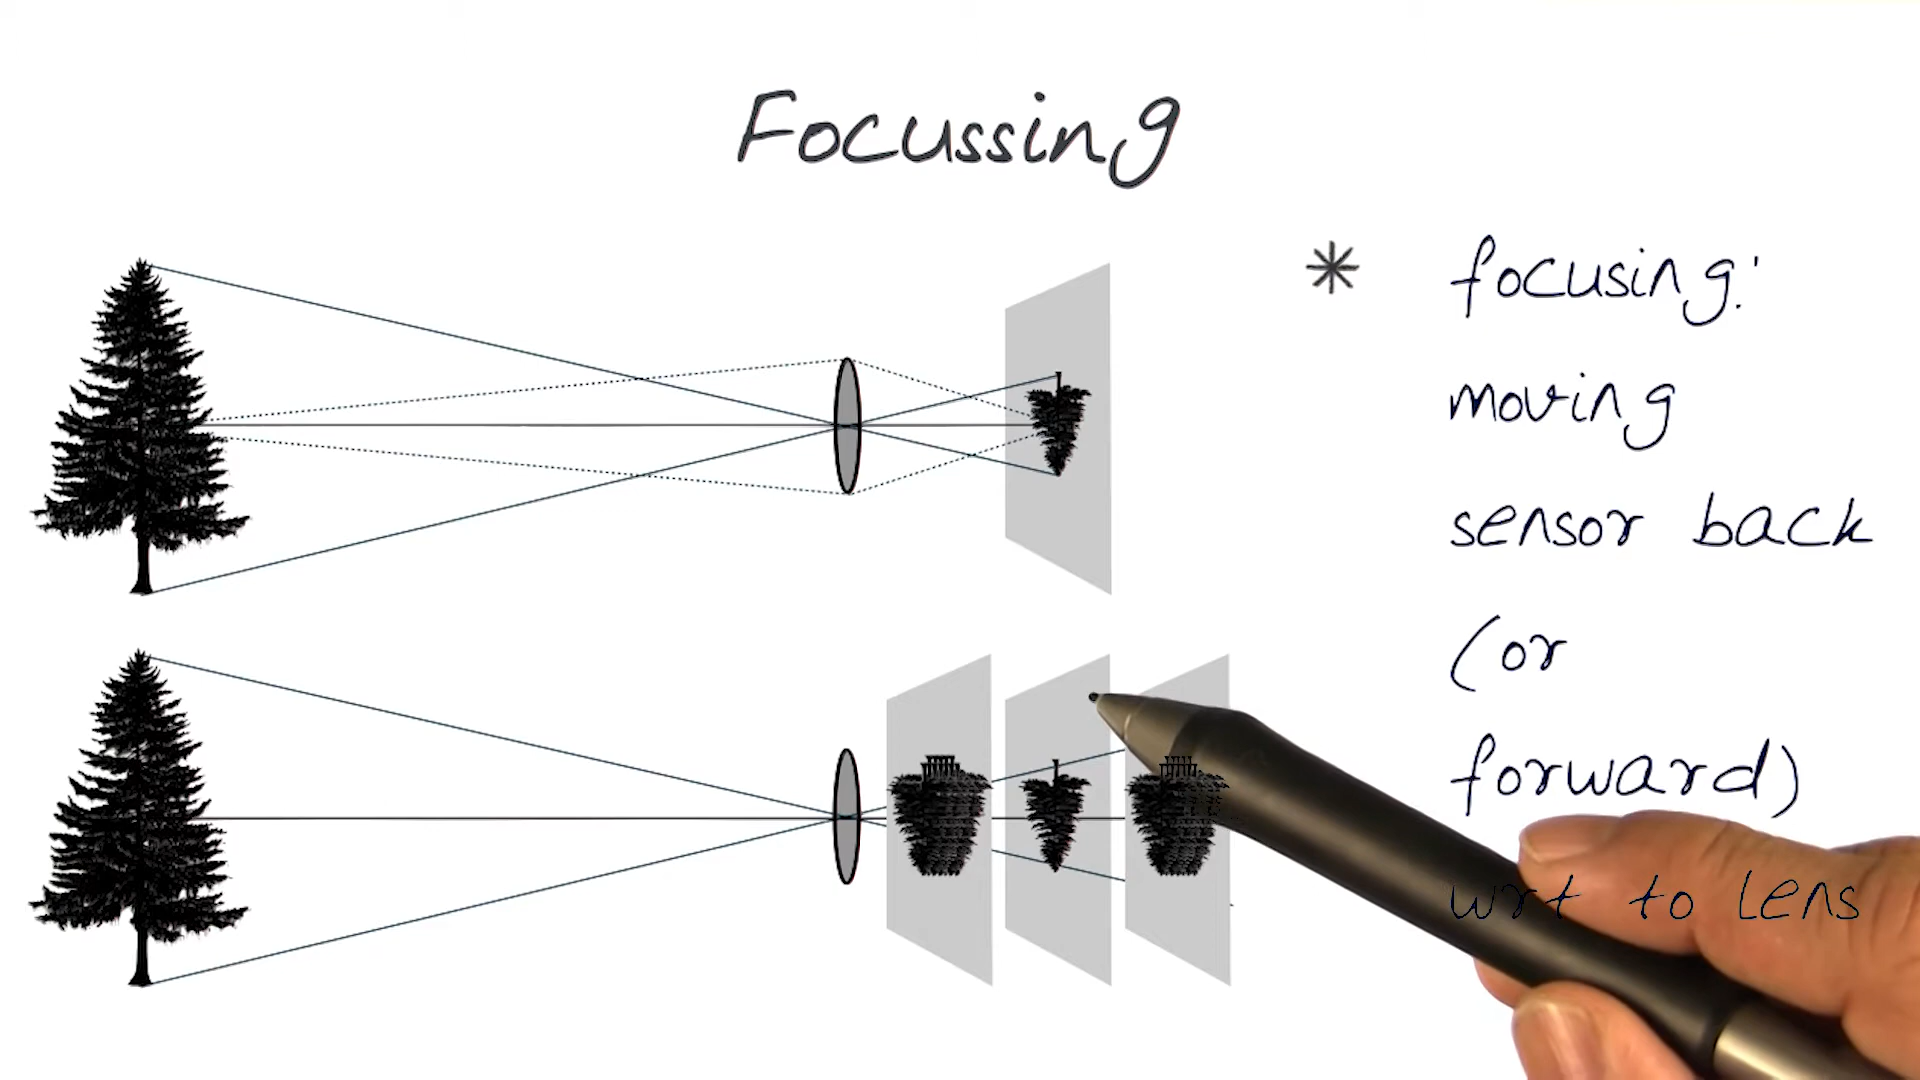 Focussing
* focusing:
moving
sensor back
(or
forward)
wrt to lens